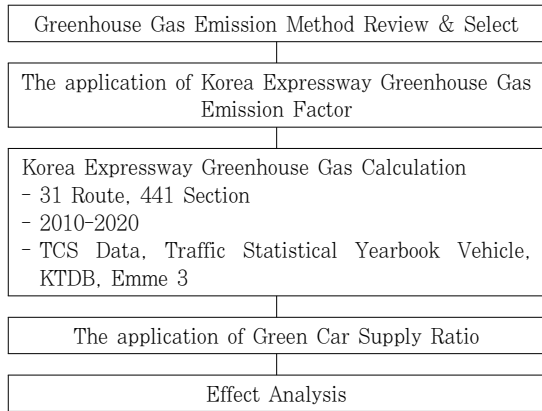 Greenhouse Gas Emission Method Review & Select
The application of Korea Expressway Greenhouse Gas
Emission Factor
Korea Expressway Greenhouse Gas Calculation
- 31 Route, 441 Section
- 2010-2020
- TCS Data, Traffic Statistical Yearbook Vehicle,
KTDB, Emme 3
The application of Green Car Supply Ratio
Effect Analysis